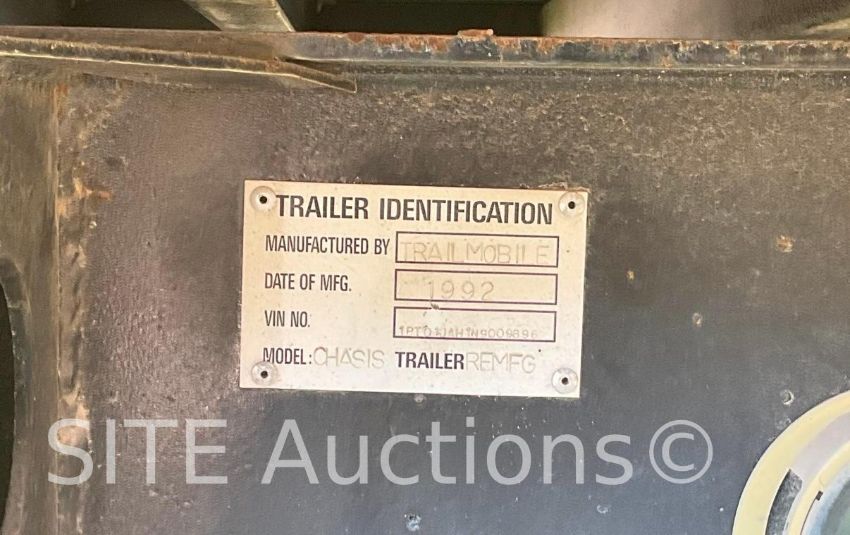 TRAILER IDENTIFICATION
MANUFACTURED BY TRAILMOBILE
DATE OF MFG. 1992
VIN NO.
MODEL: CHASIS TRAILER REMFG
SITE Auctions©